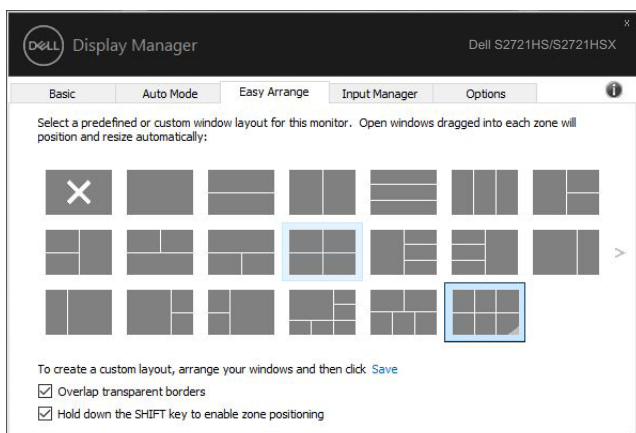 DELL Display Manager
Dell S2721HS/S2721HSX
x
Basic Auto Mode Easy Arrange Input Manager Options
Select a predefined or custom window layout for this monitor. Open windows dragged into each zone will
position and resize automatically:
To create a custom layout, arrange your windows and then click Save
Overlap transparent borders
Hold down the SHIFT key to enable zone positioning